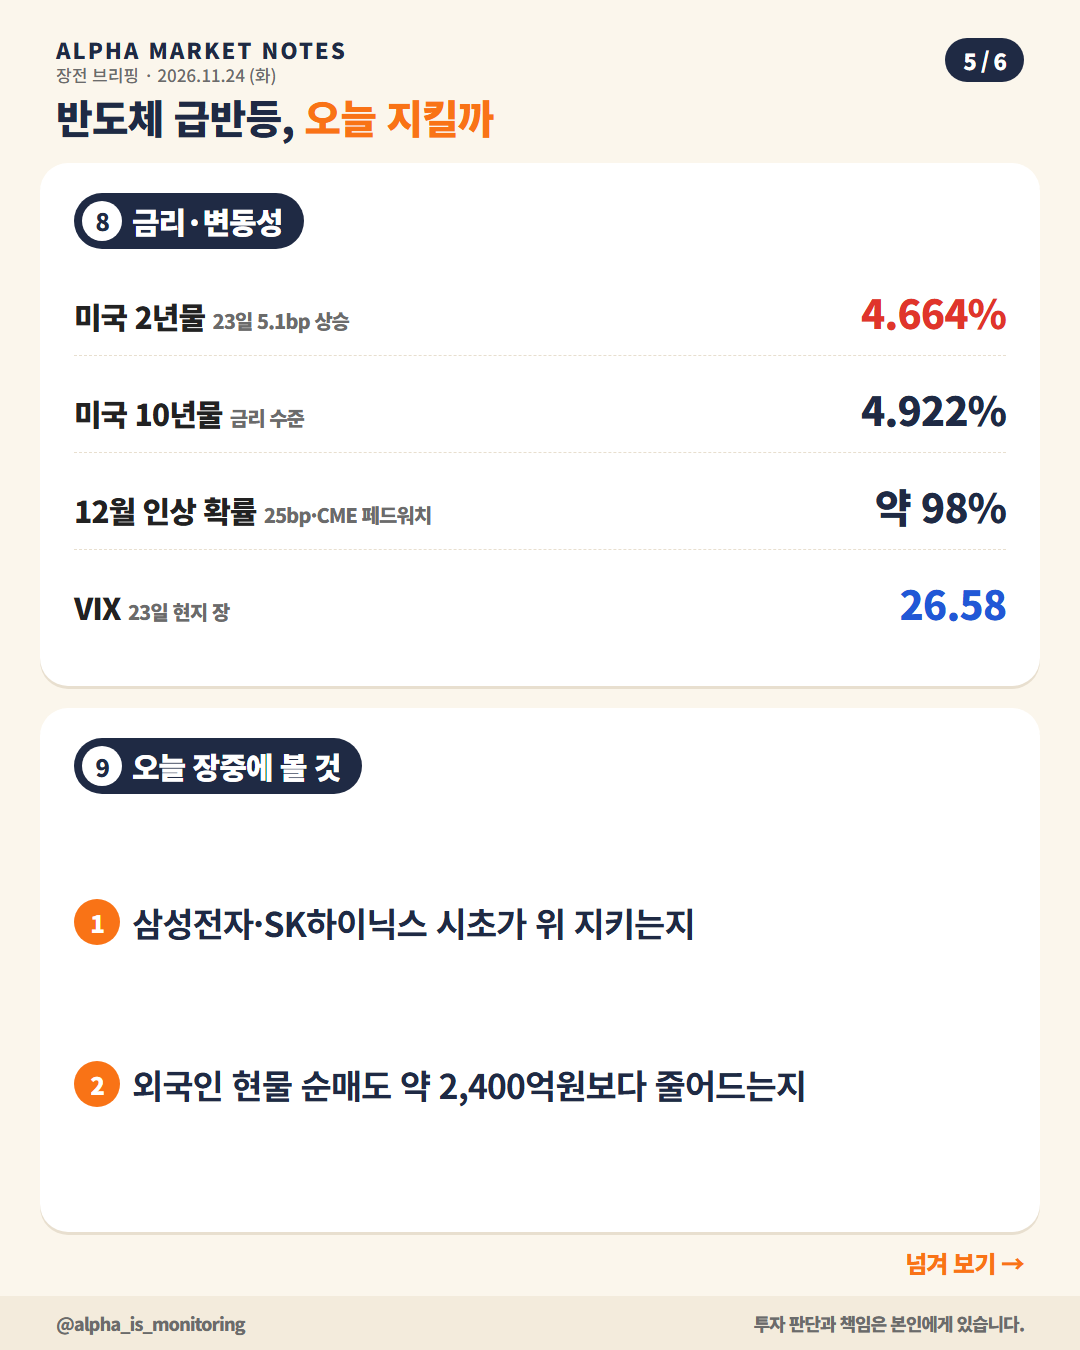 ALPHA MARKET NOTES
장전 브리핑 · 2026.11.24 (화)
5 / 6
반도체 급반등, 오늘 지킬까
8 금리·변동성
미국 2년물 23일 5.1bp 상승 4.664%
미국 10년물 금리 수준 4.922%
12월 인상 확률 25bp·CME 페드워치 약 98%
VIX 23일 현지 장 26.58
9 오늘 장중에 볼 것
1 삼성전자·SK하이닉스 시초가 위 지키는지
2 외국인 현물 순매도 약 2,400억원보다 줄어드는지
넘겨 보기 →
@alpha_is_monitoring 투자 판단과 책임은 본인에게 있습니다.